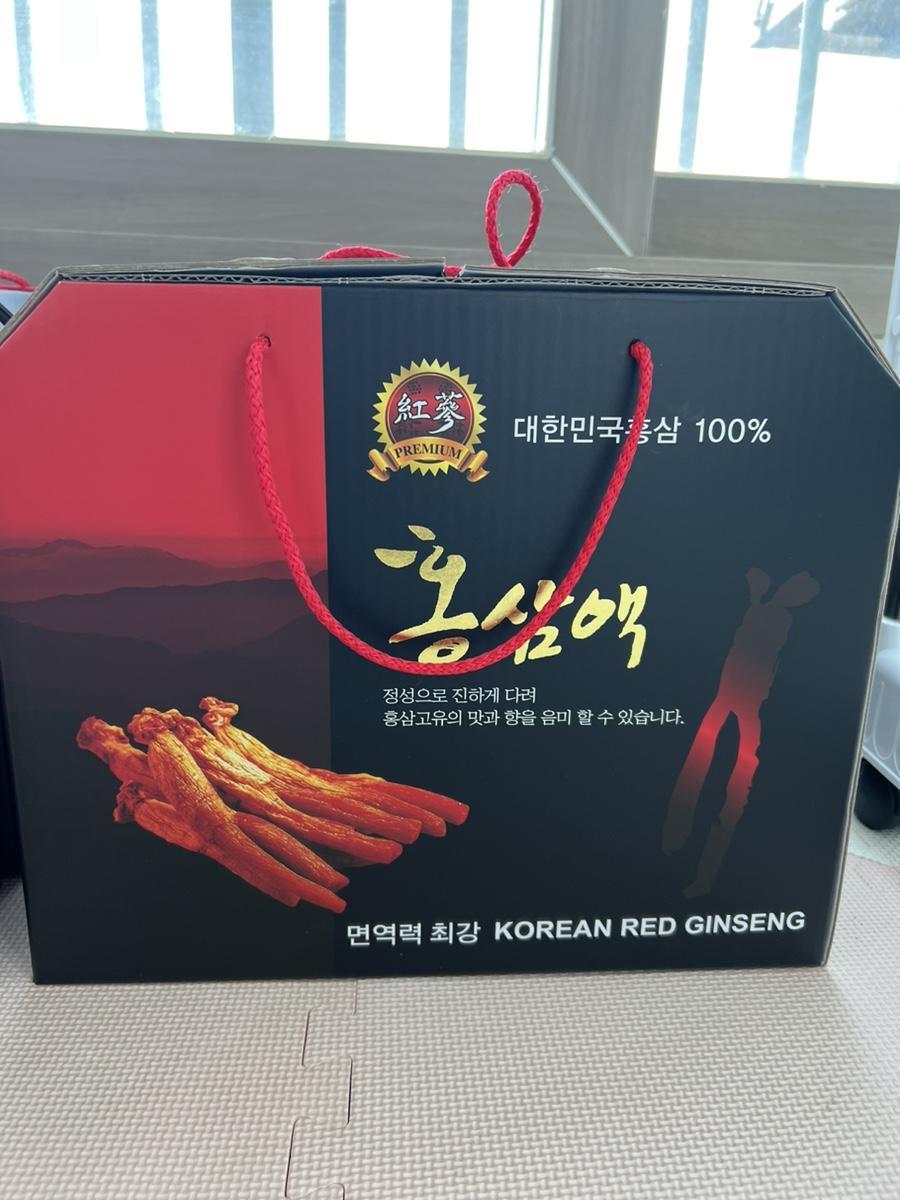 紅蔘
PREMIUM
대한민국홍삼 100%
홍삼액
정성으로 진하게 다려
홍삼고유의 맛과 향을 음미 할 수 있습니다.
면역력 최강 KOREAN RED GINSENG